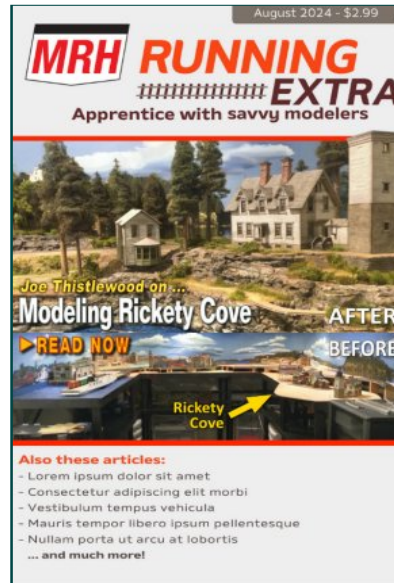 August 2024 - $2.99
MRH RUNNING
EXTRA
Apprentice with savvy modelers
Joe Thistlewood on ...
Modeling Rickety Cove
AFTER
►READ NOW
BEFORE
Rickety
Cove
Also these articles:
- Lorem ipsum dolor sit amet
- Consectetur adipiscing elit morbi
- Vestibulum tempus vehicula
- Mauris tempor libero ipsum pellentesque
- Nullam porta ut arcu at lobortis
... and much more!